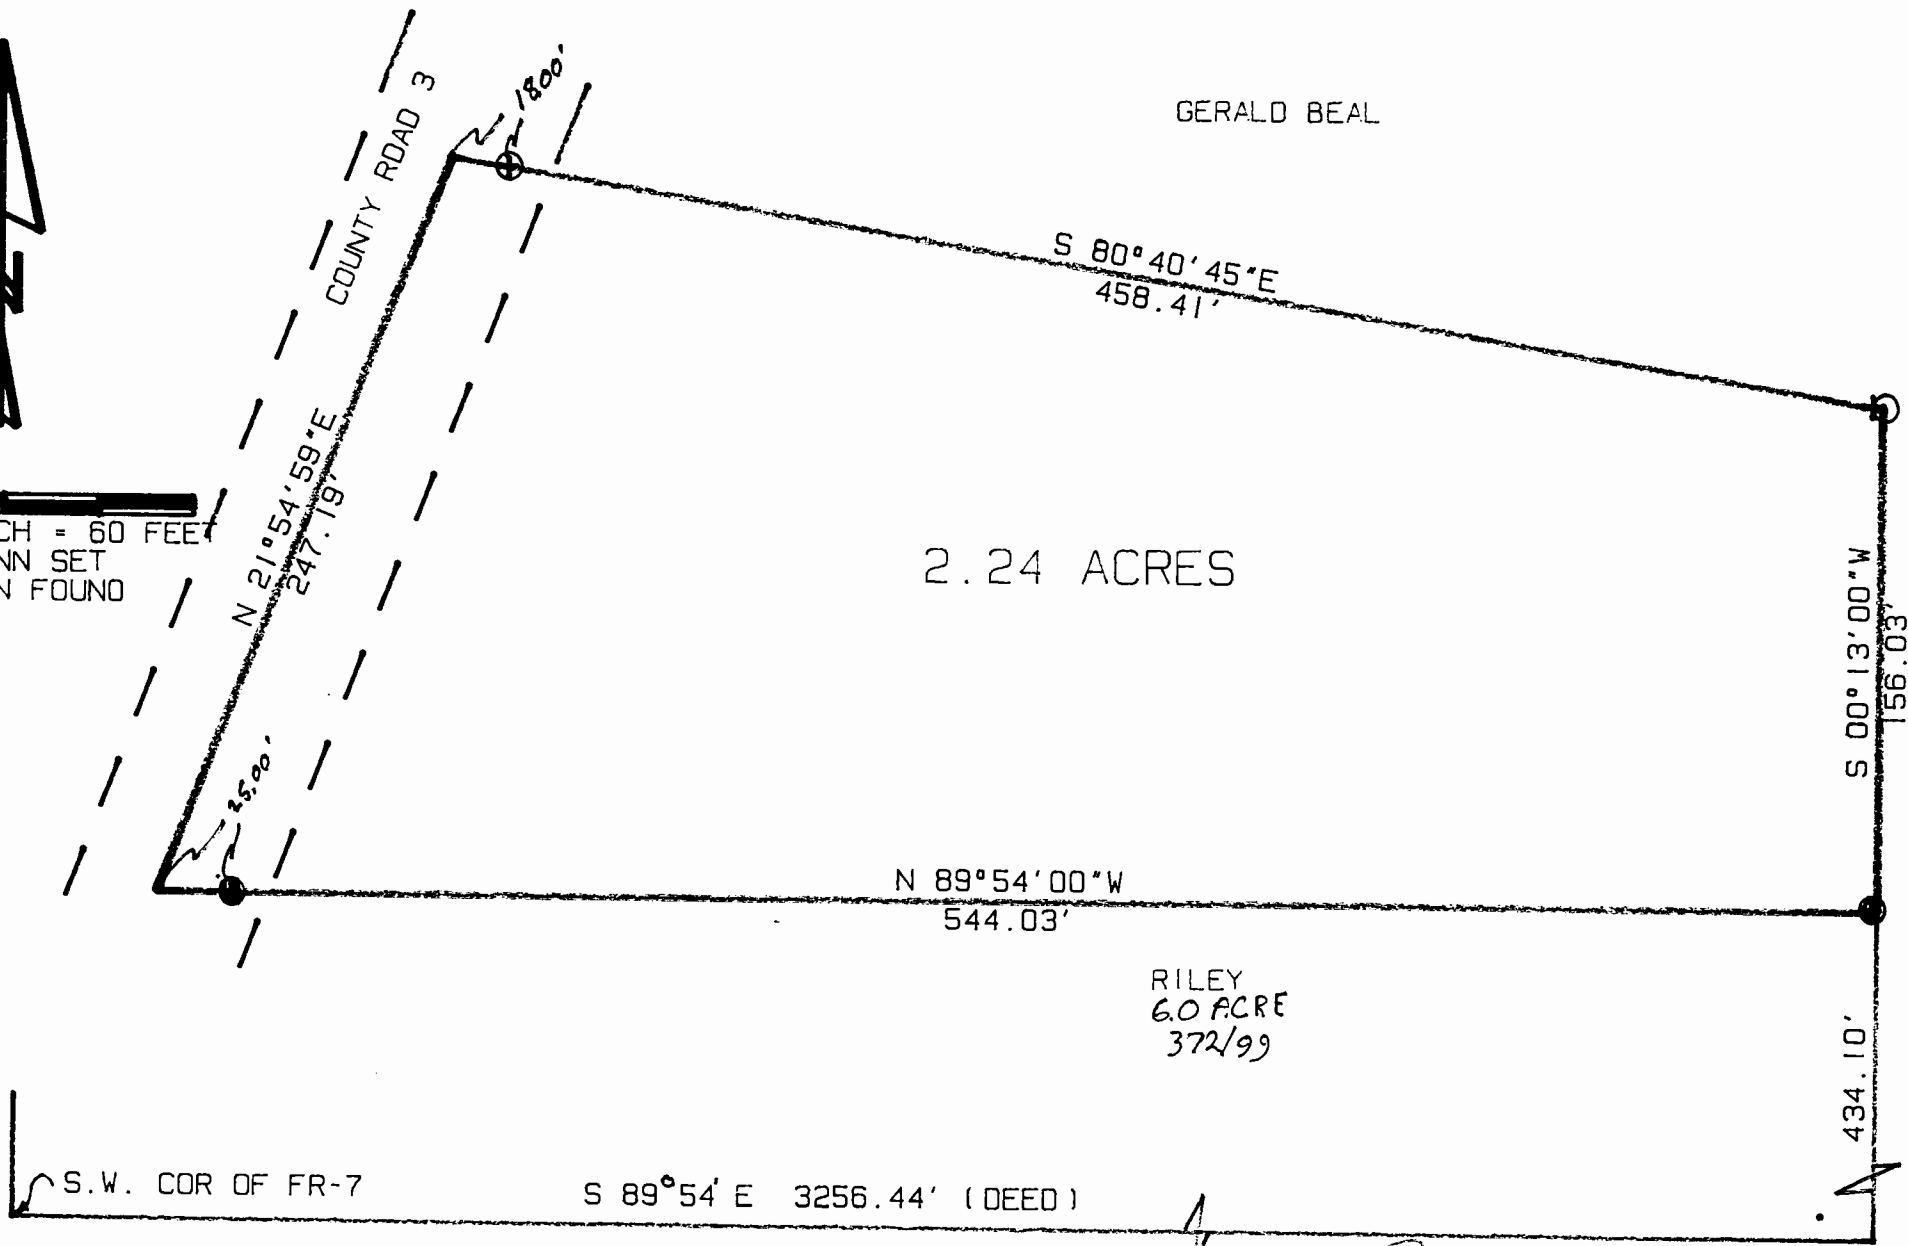 COUNTY ROAD 3
1800'
GERALD BEAL
S 80°40'45"E
458.41'
N 21°54'59"E
247.19'
CH = 60 FEET
NN SET
N FOUND
2.24 ACRES
S 00°13'00"W
156.03'
25.00'
N 89°54'00"W
544.03'
RILEY
6.0 ACRE
372/99
434.10'
S.W. COR OF FR-7
S 89°54' E 3256.44' (DEED)